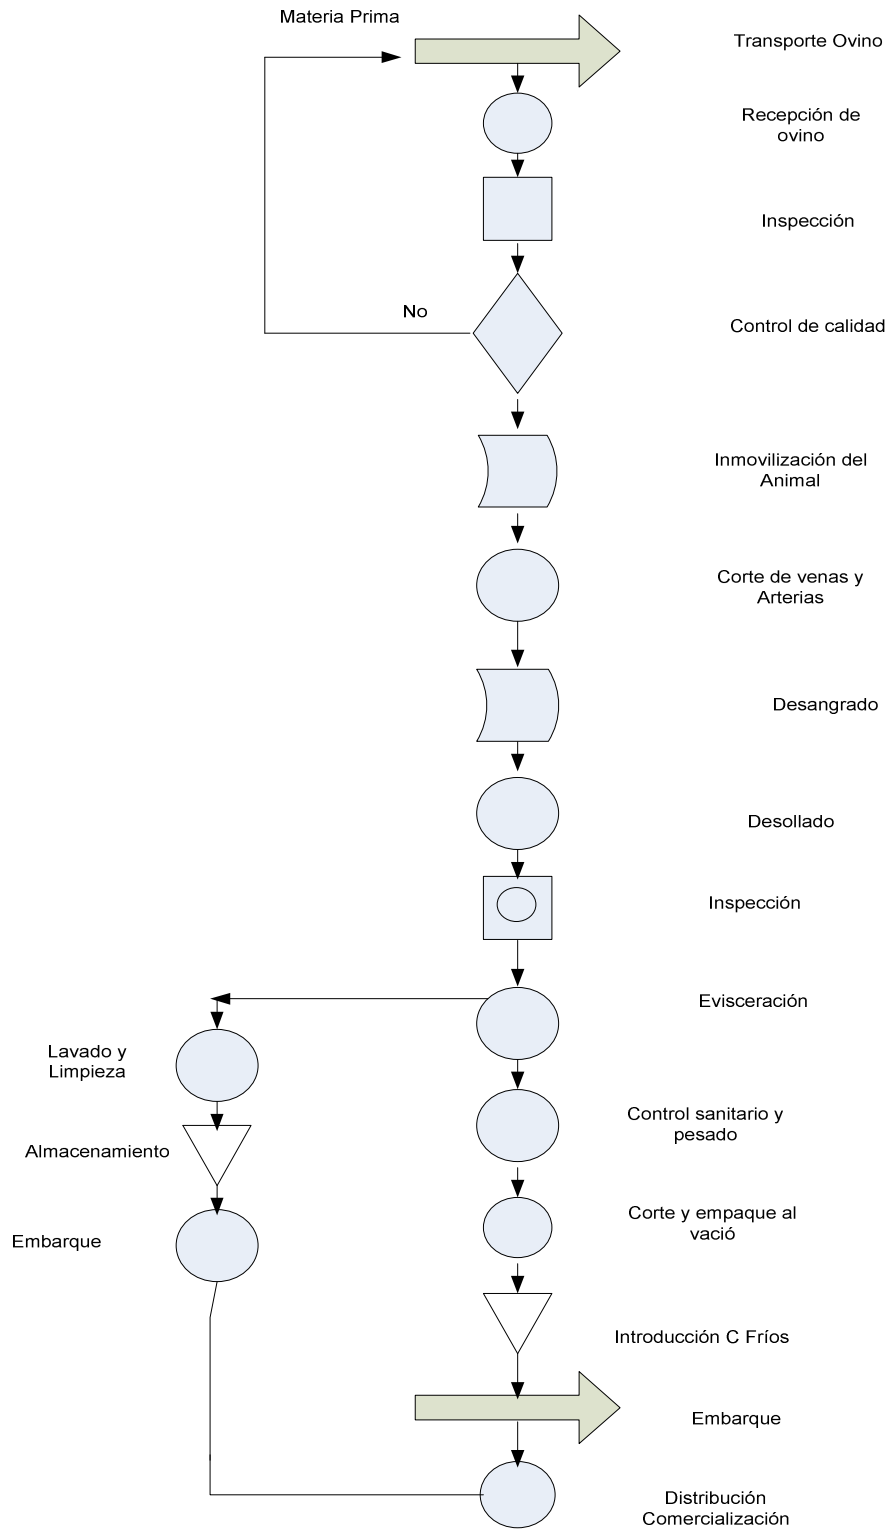 Materia Prima
Transporte Ovino
Recepción de
ovino
Inspección
No
Control de calidad
Inmovilización del
Animal
Corte de venas y
Arterias
Desangrado
Desollado
Inspección
Evisceración
Lavado y
Limpieza
Control sanitario y
pesado
Almacenamiento
Corte y empaque al
vació
Embarque
Introducción C Fríos
Embarque
Distribución
Comercialización